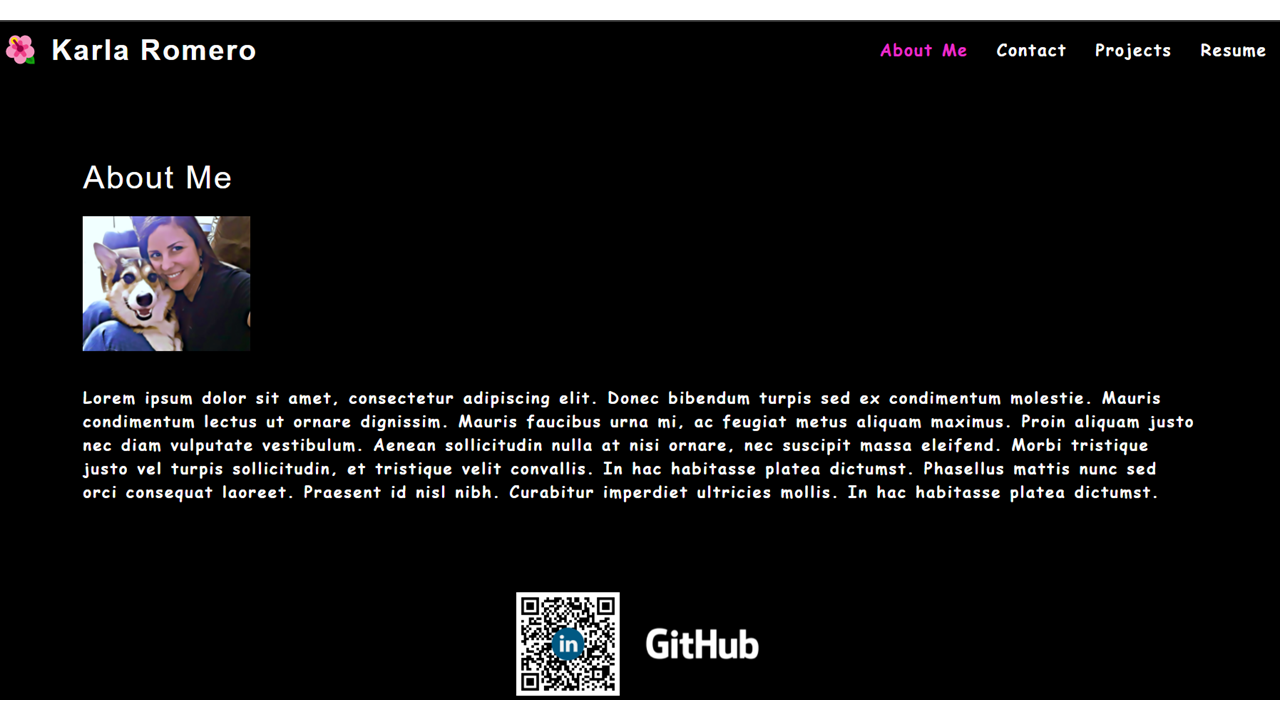 Karla Romero
About Me Contact Projects Resume
About Me
Lorem ipsum dolor sit amet, consectetur adipiscing elit. Donec bibendum turpis sed ex condimentum molestie. Mauris
condimentum lectus ut ornare dignissim. Mauris faucibus urna mi, ac feugiat metus aliquam maximus. Proin aliquam justo
nec diam vulputate vestibulum. Aenean sollicitudin nulla at nisi ornare, nec suscipit massa eleifend. Morbi tristique
justo vel turpis sollicitudin, et tristique velit convallis. In hac habitasse platea dictumst. Phasellus mattis nunc sed
orci consequat laoreet. Praesent id nisl nibh. Curabitur imperdiet ultricies mollis. In hac habitasse platea dictumst.
in
GitHub